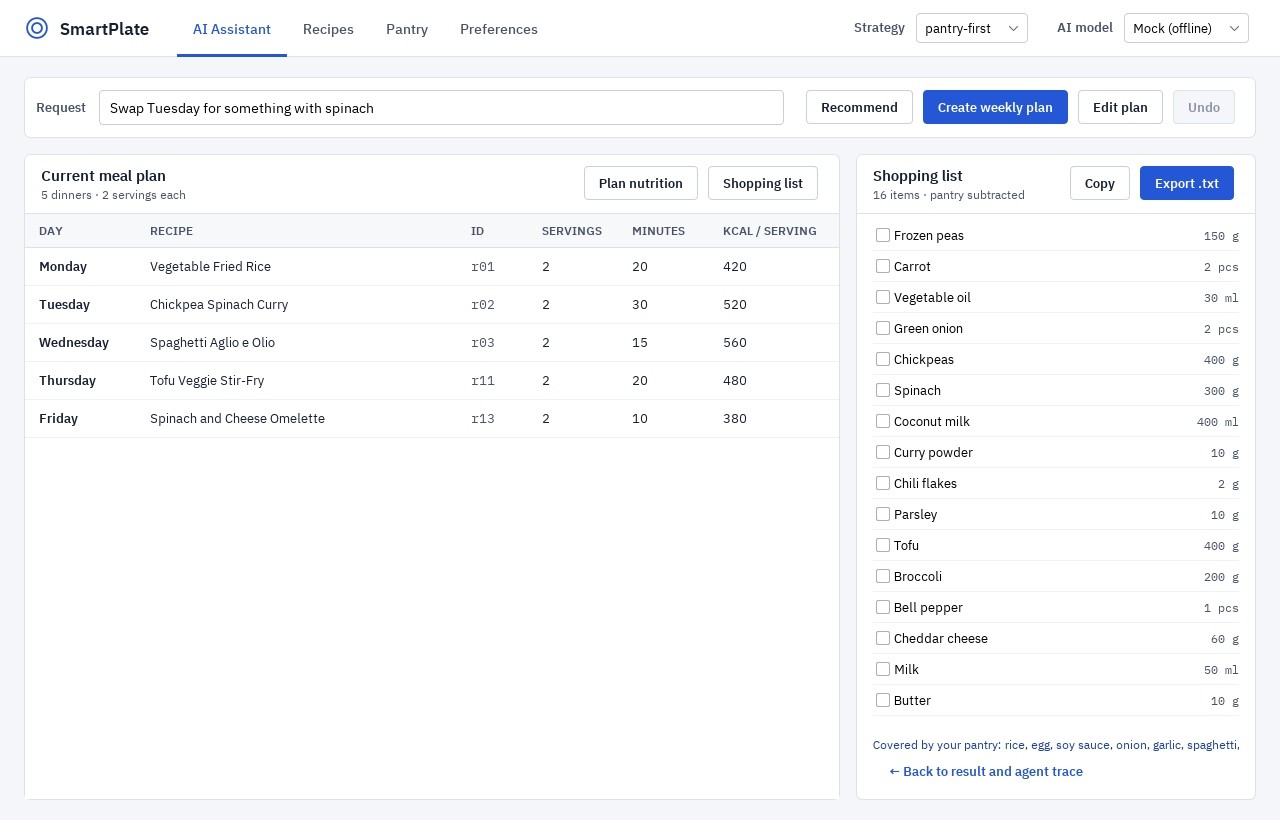 SmartPlate
AI Assistant
Recipes
Pantry
Preferences
Strategy
pantry-first
AI model
Mock (offline)
Request
Swap Tuesday for something with spinach
Recommend
Create weekly plan
Edit plan
Undo
Current meal plan
5 dinners · 2 servings each
Plan nutrition
Shopping list
DAY RECIPE ID SERVINGS MINUTES KCAL / SERVING
Monday Vegetable Fried Rice r01 2 20 420
Tuesday Chickpea Spinach Curry r02 2 30 520
Wednesday Spaghetti Aglio e Olio r03 2 15 560
Thursday Tofu Veggie Stir-Fry r11 2 20 480
Friday Spinach and Cheese Omelette r13 2 10 380
Shopping list
16 items · pantry subtracted
Copy
Export .txt
Frozen peas 150 g
Carrot 2 pcs
Vegetable oil 30 ml
Green onion 2 pcs
Chickpeas 400 g
Spinach 300 g
Coconut milk 400 ml
Curry powder 10 g
Chili flakes 2 g
Parsley 10 g
Tofu 400 g
Broccoli 200 g
Bell pepper 1 pcs
Cheddar cheese 60 g
Milk 50 ml
Butter 10 g
Covered by your pantry: rice, egg, soy sauce, onion, garlic, spaghetti,
← Back to result and agent trace